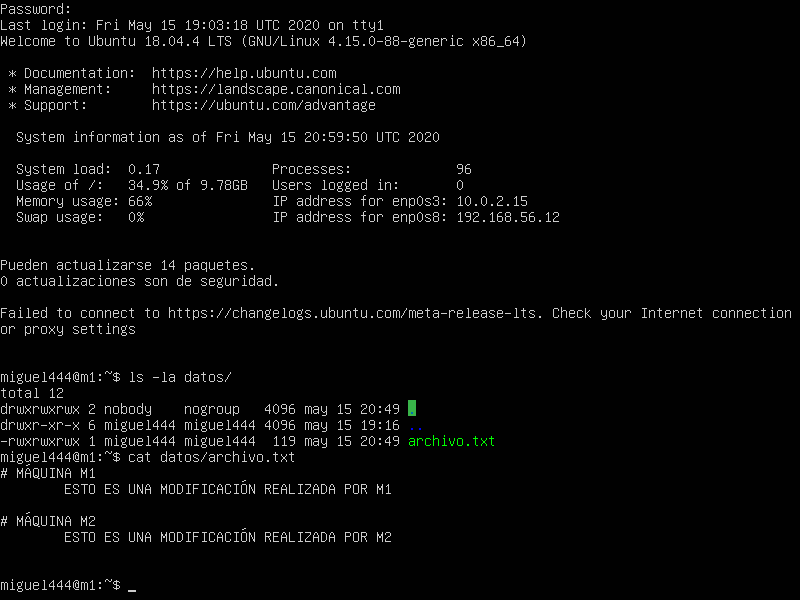 Password:
Last login: Fri May 15 19:03:18 UTC 2020 on tty1
Welcome to Ubuntu 18.04.4 LTS (GNU/Linux 4.15.0-88-generic x86_64)
* Documentation:  https://help.ubuntu.com
* Management:     https://landscape.canonical.com
* Support:        https://ubuntu.com/advantage
System information as of Fri May 15 20:59:50 UTC 2020
System load:  0.17              Processes:             96
Usage of /:   34.9% of 9.78GB   Users logged in:       0
Memory usage: 66%               IP address for enp0s3: 10.0.2.15
Swap usage:   0%                IP address for enp0s8: 192.168.56.12
Pueden actualizarse 14 paquetes.
0 actualizaciones son de seguridad.
Failed to connect to https://changelogs.ubuntu.com/meta-release-lts. Check your Internet connection
or proxy settings
miguel444@m1:~$ ls -la datos/
total 12
drwxrwxrwx 2 nobody    nogroup   4096 may 15 20:49 .
drwxr-xr-x 6 miguel444 miguel444 4096 may 15 19:16 ..
-rwxrwxrwx 1 miguel444 miguel444  119 may 15 20:49 archivo.txt
miguel444@m1:~$ cat datos/archivo.txt
# MÁQUINA M1
ESTO ES UNA MODIFICACIÓN REALIZADA POR M1
# MÁQUINA M2
ESTO ES UNA MODIFICACIÓN REALIZADA POR M2
miguel444@m1:~$ _